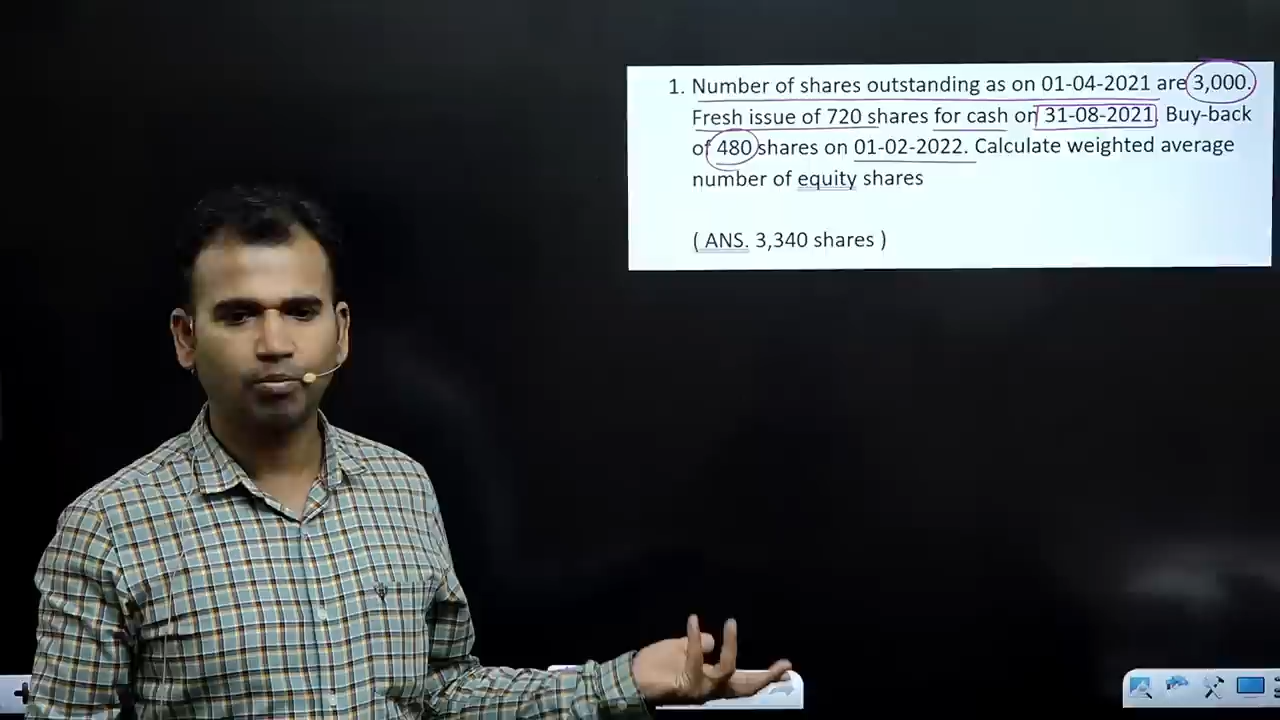 1. Number of shares outstanding as on 01-04-2021 are 3,000.
Fresh issue of 720 shares for cash on 31-08-2021. Buy-back
of 480 shares on 01-02-2022. Calculate weighted average
number of equity shares
( ANS. 3,340 shares )